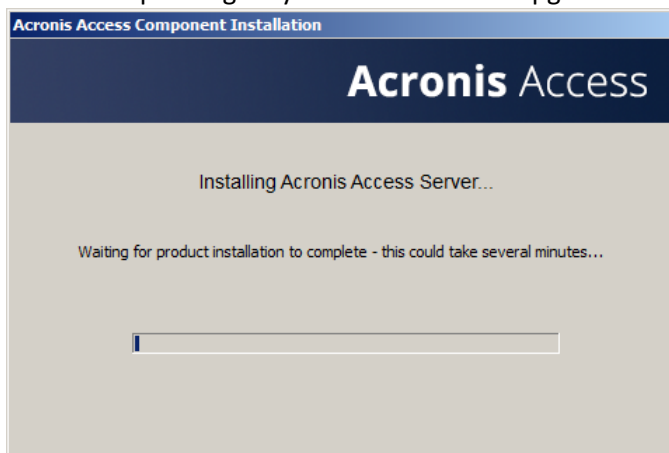 Acronis Access Component Installation
Acronis Access
Installing Acronis Access Server...
Waiting for product installation to complete - this could take several minutes...